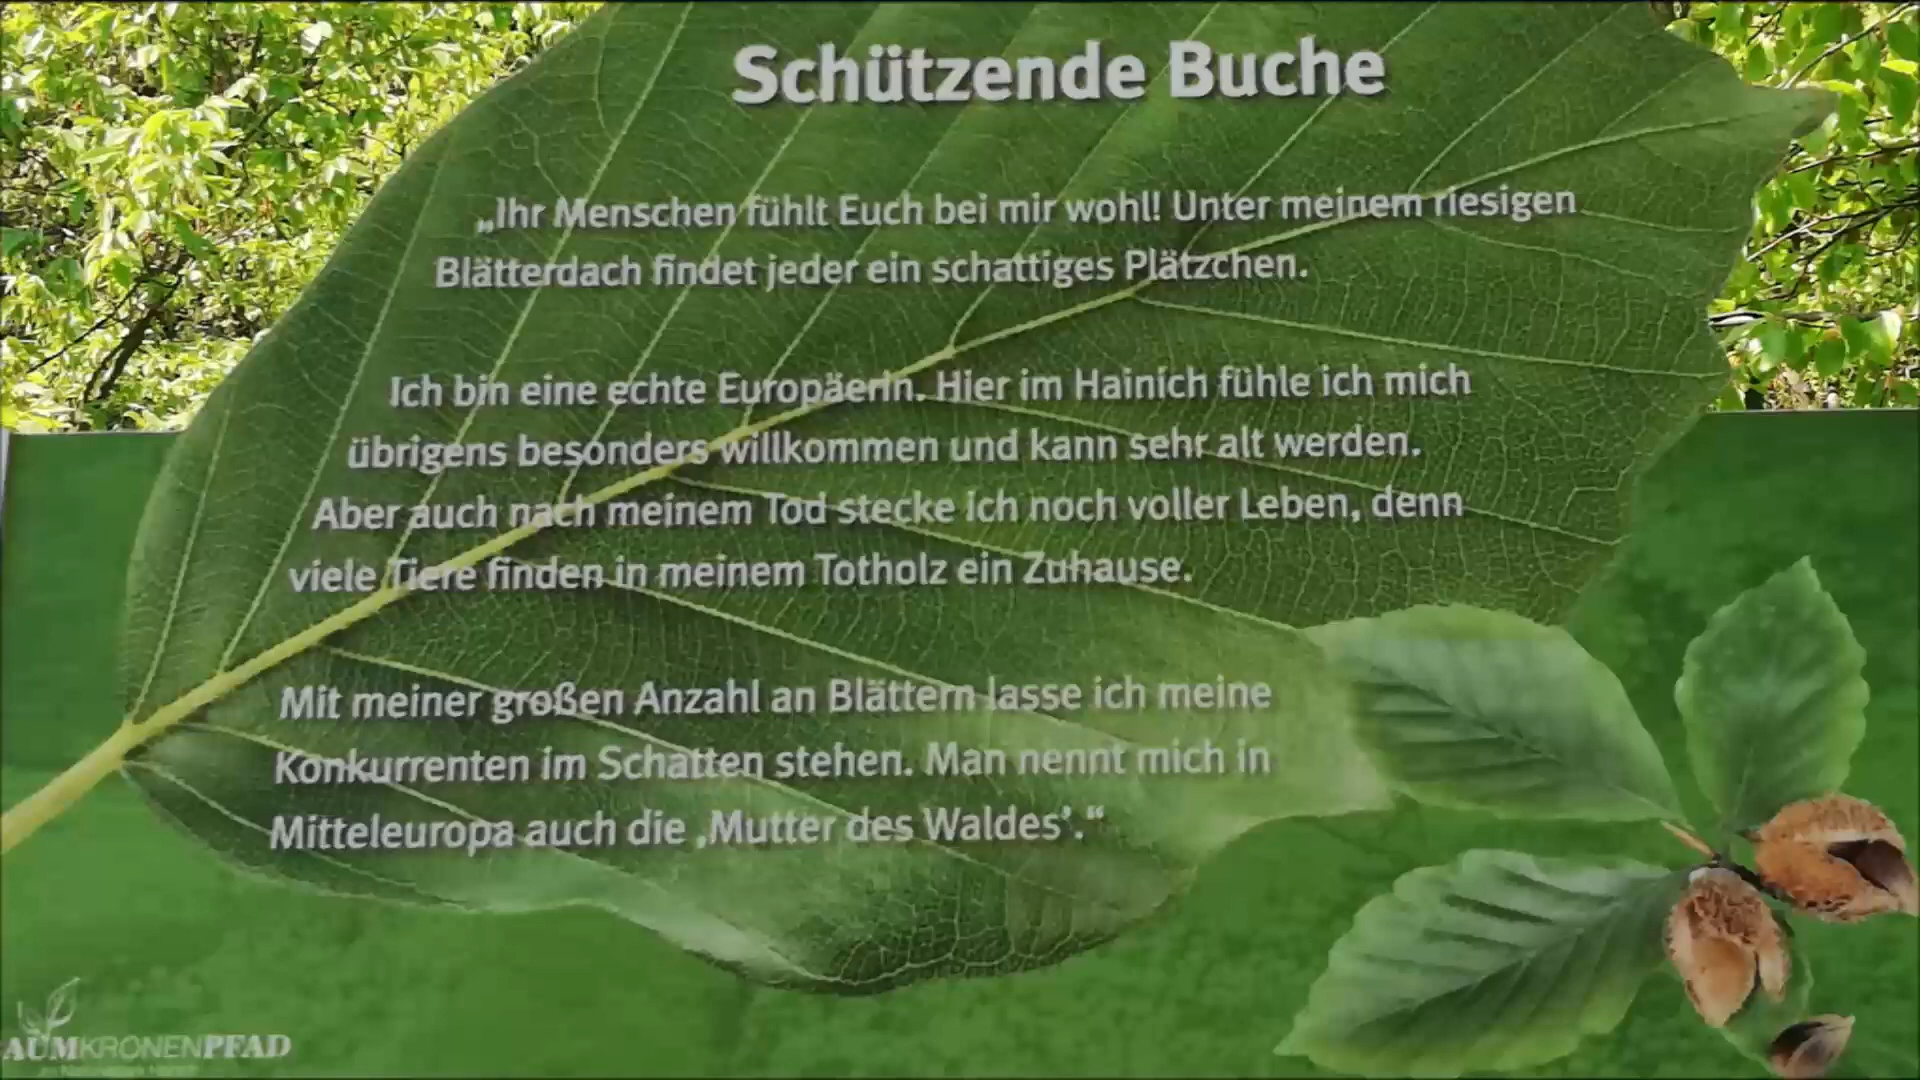 Schützende Buche
„Ihr Menschen fühlt Euch bei mir wohl! Unter meinem riesigen
Blätterdach findet jeder ein schattiges Plätzchen.
Ich bin eine echte Europäerin. Hier im Hainich fühle ich mich
übrigens besonders willkommen und kann sehr alt werden.
Aber auch nach meinem Tod stecke ich noch voller Leben, denn
viele Tiere finden in meinem Totholz ein Zuhause.
Mit meiner großen Anzahl an Blättern lasse ich meine
Konkurrenten im Schatten stehen. Man nennt mich in
Mitteleuropa auch die ‚Mutter des Waldes’.“
AUMKRONENPFAD